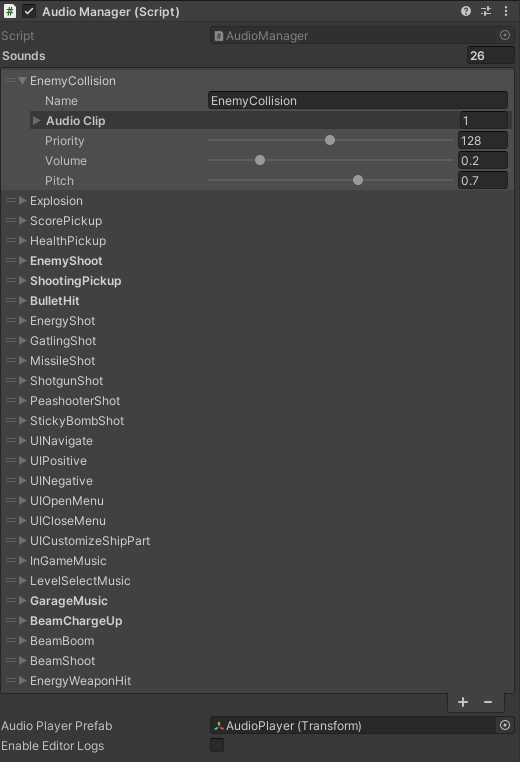 Audio Manager (Script)
Script AudioManager
Sounds 26
EnemyCollision
Name EnemyCollision
Audio Clip 1
Priority 128
Volume 0.2
Pitch 0.7
Explosion
ScorePickup
HealthPickup
EnemyShoot
ShootingPickup
BulletHit
EnergyShot
GatlingShot
MissileShot
ShotgunShot
PeashooterShot
StickyBombShot
UINavigate
UIPositive
UINegative
UIOpenMenu
UICloseMenu
UICustomizeShipPart
InGameMusic
LevelSelectMusic
GarageMusic
BeamChargeUp
BeamBoom
BeamShoot
EnergyWeaponHit
Audio Player Prefab AudioPlayer (Transform)
Enable Editor Logs